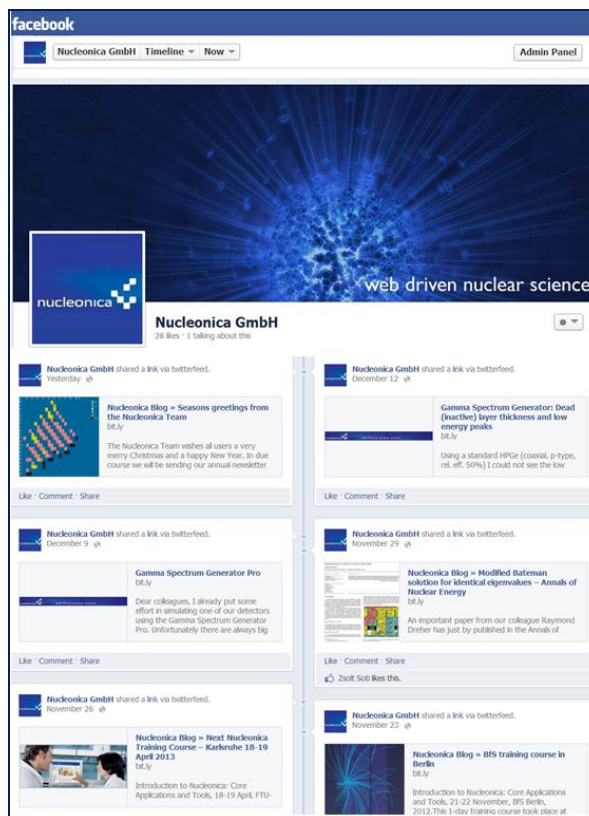 facebook
Nucleonica GmbH Timeline Now
Admin Panel
web driven nuclear science
nucleonica
Nucleonica GmbH
28 likes · 1 talking about this
Nucleonica GmbH shared a link via twitterfeed.
Yesterday
Nucleonica Blog » Seasons greetings from
the Nucleonica Team
bit.ly
The Nucleonica Team wishes all users a very
merry Christmas and a happy New Year. In due
course we will be sending our annual newsletter
Like · Comment · Share
Nucleonica GmbH shared a link via twitterfeed.
December 12
Gamma Spectrum Generator: Dead
(inactive) layer thickness and low
energy peaks
bit.ly
Using a standard HPGe (coaxial, p-type,
rel. eff. 50%) I could not see the low
Like · Comment · Share
Nucleonica GmbH shared a link via twitterfeed.
December 9
Gamma Spectrum Generator Pro
bit.ly
Dear colleagues, I already put some
effort in simulating one of our detectors
using the Gamma Spectrum Generator
Pro. Unfortunately there are always big
Like · Comment · Share
Nucleonica GmbH shared a link via twitterfeed.
November 29
Nucleonica Blog » Modified Bateman
solution for identical eigenvalues – Annals of
Nuclear Energy
bit.ly
An important paper from our colleague Raymond
Dreher has just by published in the Annals of
Like · Comment · Share
Zsolt Soti likes this.
Nucleonica GmbH shared a link via twitterfeed.
November 26
Nucleonica Blog » Next Nucleonica
Training Course – Karlsruhe 18-19
April 2013
bit.ly
Introduction to Nucleonica: Core
Applications and Tools, 18-19 April, FTU-
Nucleonica GmbH shared a link via twitterfeed.
November 23
Nucleonica Blog » BfS training course in
Berlin
bit.ly
Introduction to Nucleonica: Core Applications
and Tools, 21-22 November, BfS Berlin,
2012.This 1-day training course took place at